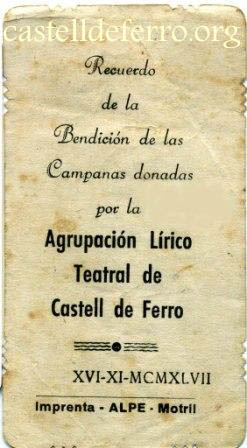 castelldeferro.org
Recuerdo
de la
Bendición de las
Campanas donadas
por la
Agrupación Lírico
Teatral de
Castell de Ferro
XVI-XI-MCMXLVII
Imprenta - ALPE - Motril